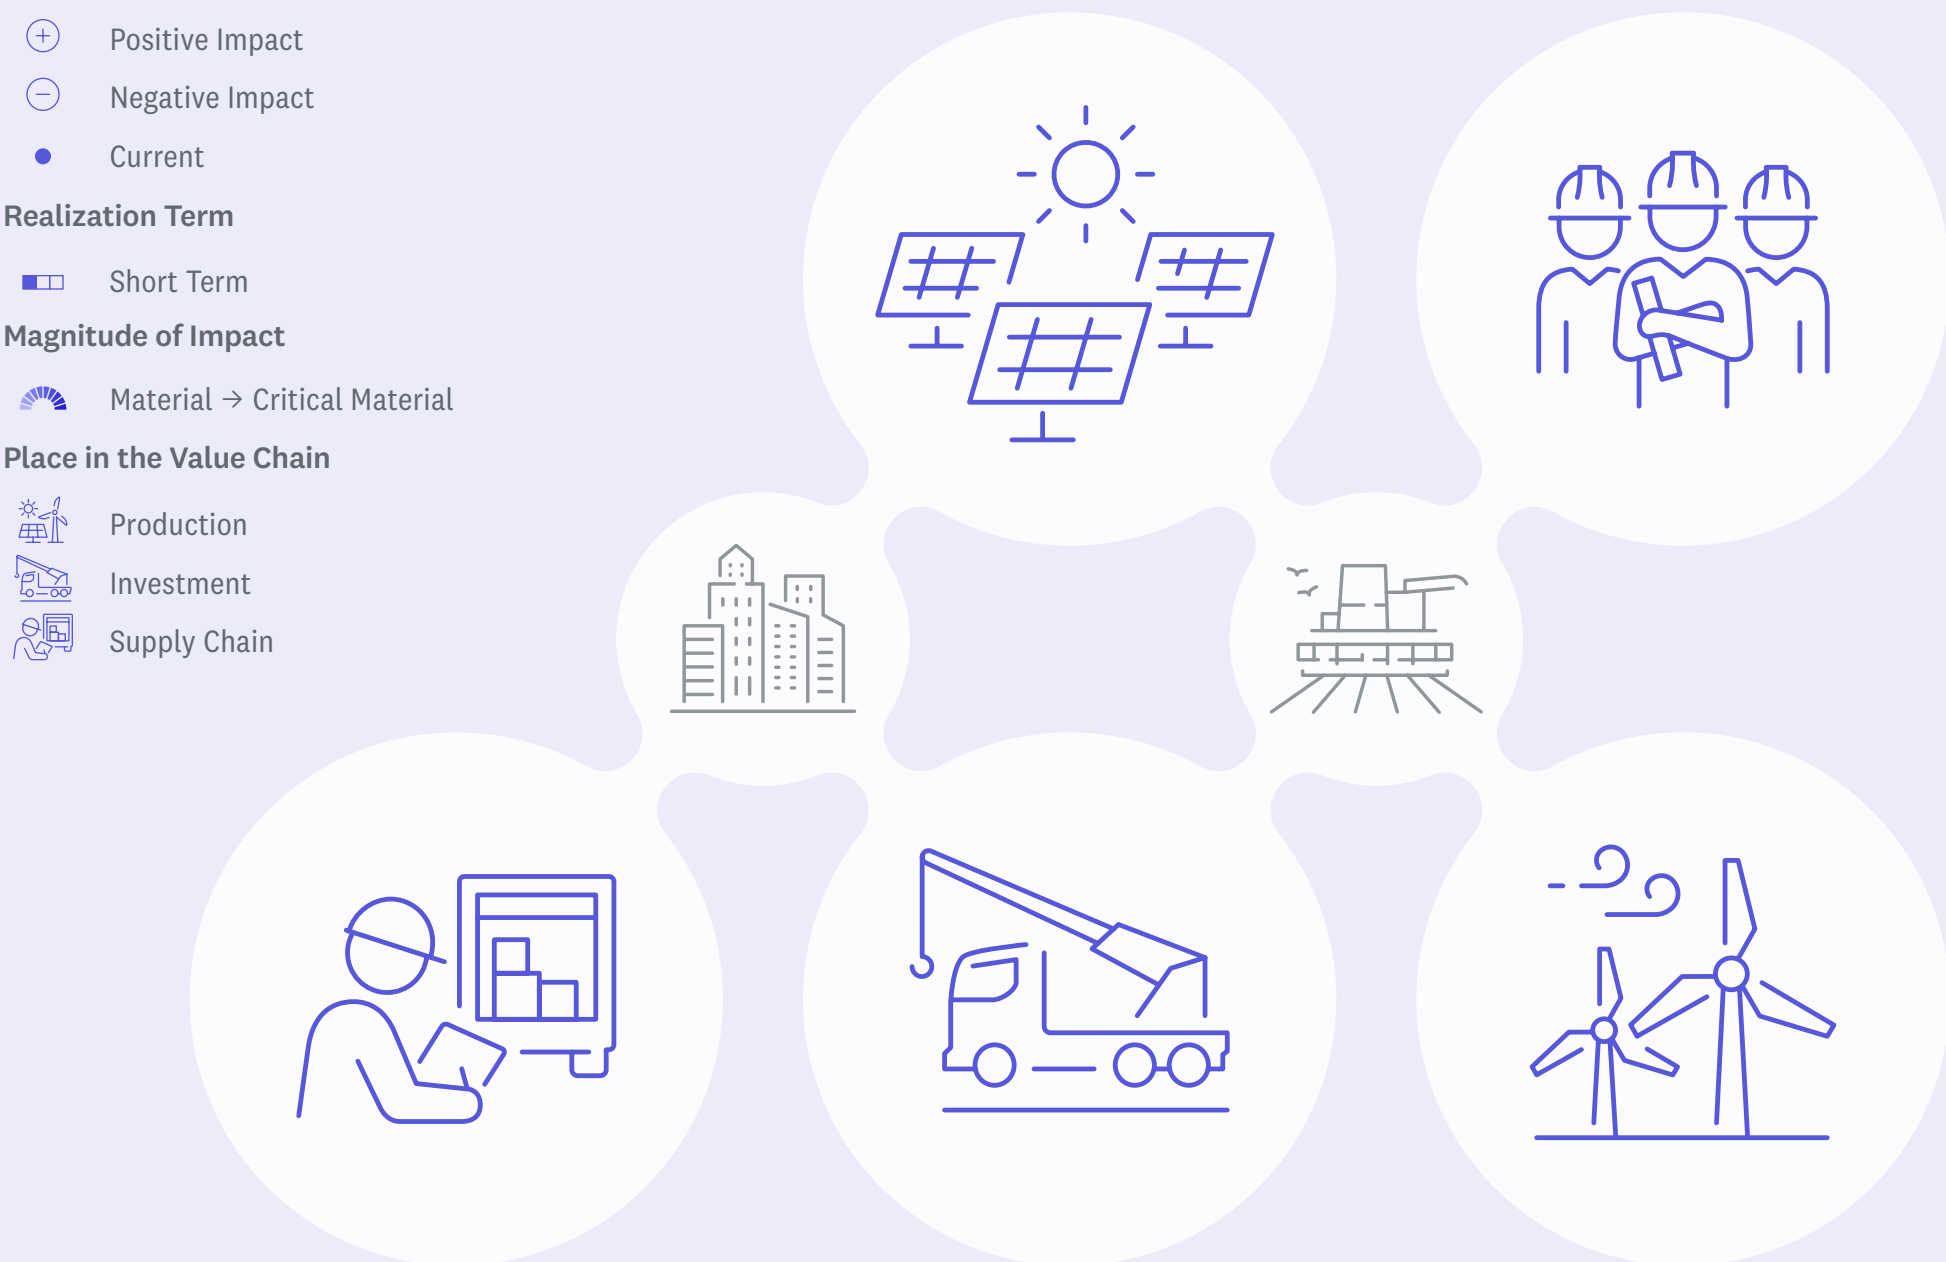 Positive Impact
Negative Impact
Current
Realization Term
Short Term
Magnitude of Impact
Material → Critical Material
Place in the Value Chain
Production
Investment
Supply Chain